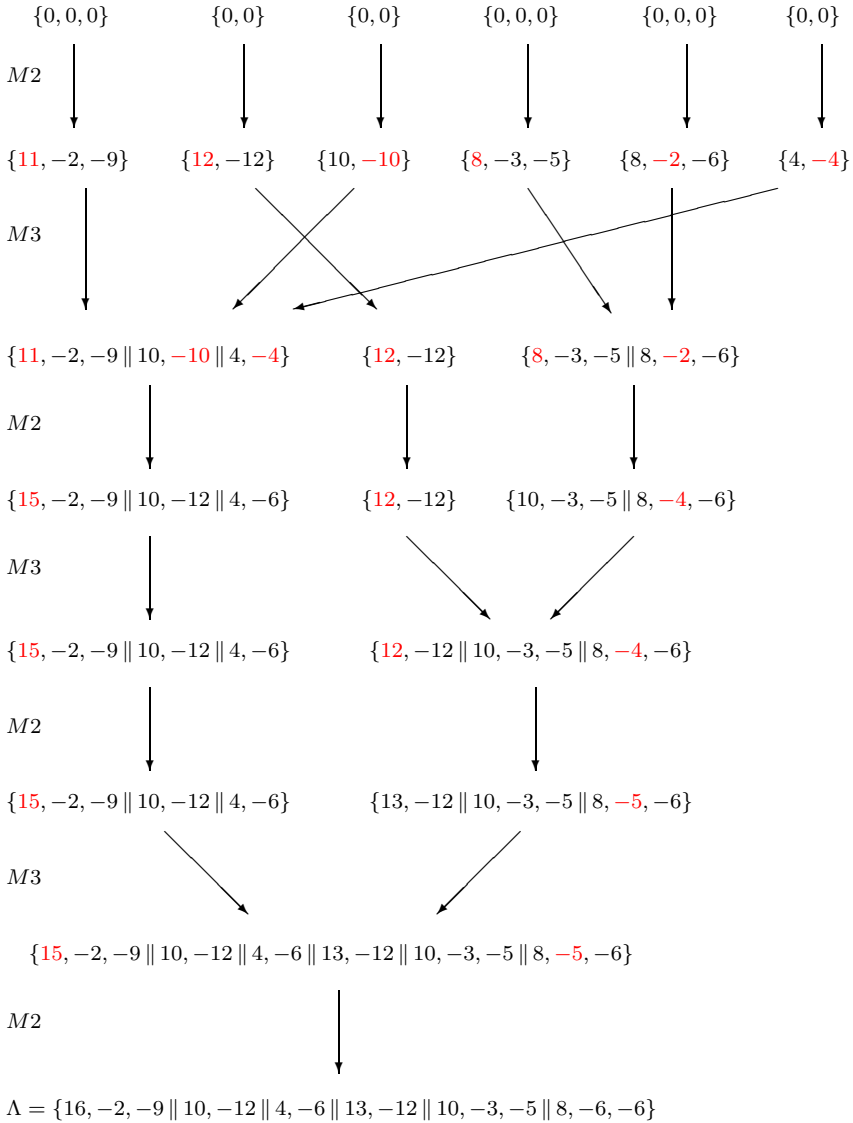 {0, 0, 0} {0, 0} {0, 0} {0, 0, 0} {0, 0, 0} {0, 0}
M2
{11, −2, −9} {12, −12} {10, −10} {8, −3, −5} {8, −2, −6} {4, −4}
M3
{11, −2, −9 ∥ 10, −10 ∥ 4, −4} {12, −12} {8, −3, −5 ∥ 8, −2, −6}
M2
{15, −2, −9 ∥ 10, −12 ∥ 4, −6} {12, −12} {10, −3, −5 ∥ 8, −4, −6}
M3
{15, −2, −9 ∥ 10, −12 ∥ 4, −6} {12, −12 ∥ 10, −3, −5 ∥ 8, −4, −6}
M2
{15, −2, −9 ∥ 10, −12 ∥ 4, −6} {13, −12 ∥ 10, −3, −5 ∥ 8, −5, −6}
M3
{15, −2, −9 ∥ 10, −12 ∥ 4, −6 ∥ 13, −12 ∥ 10, −3, −5 ∥ 8, −5, −6}
M2
Λ = {16, −2, −9 ∥ 10, −12 ∥ 4, −6 ∥ 13, −12 ∥ 10, −3, −5 ∥ 8, −6, −6}